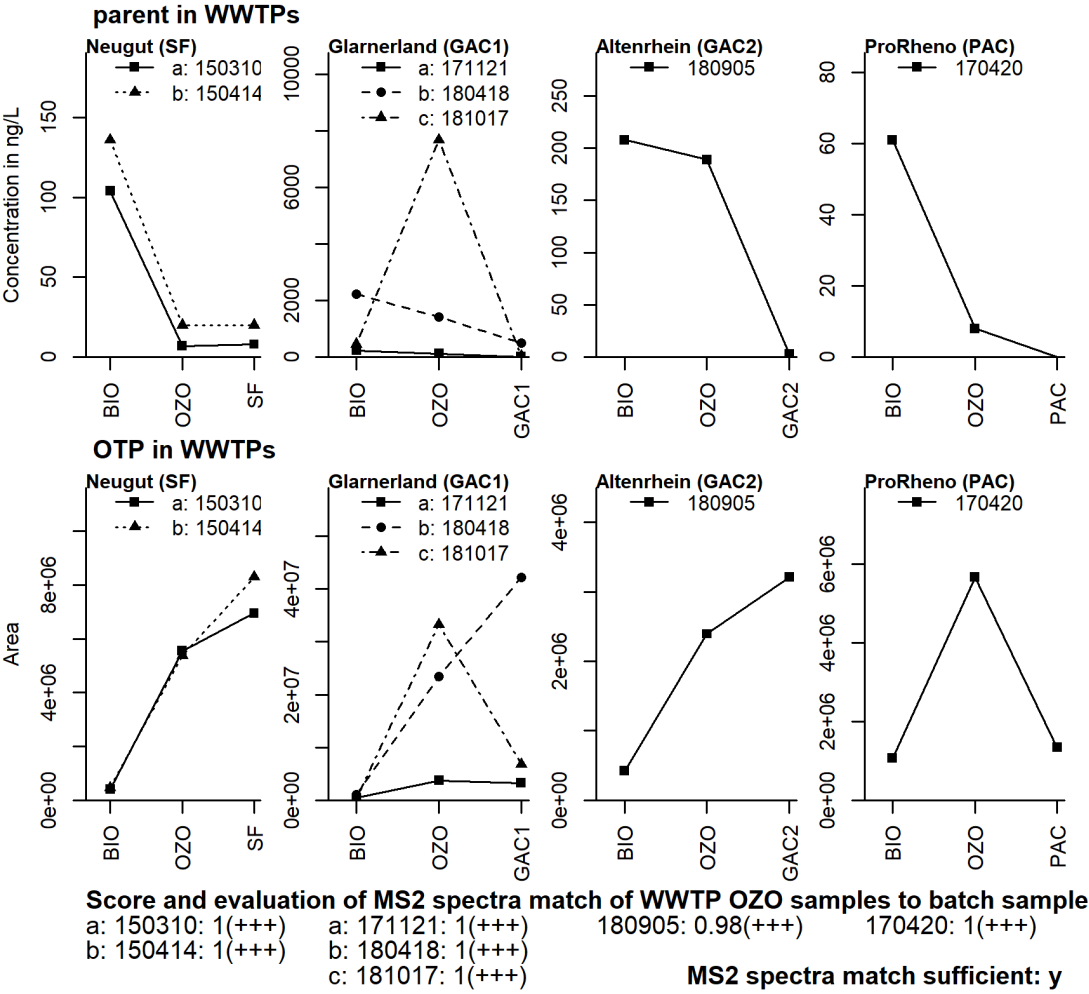 parent in WWTPs
Neugut (SF)
a: 150310
b: 150414
Glarnerland (GAC1)
a: 171121
b: 180418
c: 181017
Altenrhein (GAC2)
180905
ProRheno (PAC)
170420
Concentration in ng/L
0
50
100
150
BIO
OZO
SF
0
2000
6000
10000
BIO
OZO
GAC1
0
50
100
150
200
250
BIO
OZO
GAC2
0
20
40
60
80
BIO
OZO
PAC
OTP in WWTPs
Neugut (SF)
a: 150310
b: 150414
Glarnerland (GAC1)
a: 171121
b: 180418
c: 181017
Altenrhein (GAC2)
180905
ProRheno (PAC)
170420
Area
0e+00
4e+06
8e+06
BIO
OZO
SF
0e+00
2e+07
4e+07
BIO
OZO
GAC1
0e+00
2e+06
4e+06
BIO
OZO
GAC2
0e+00
2e+06
4e+06
6e+06
BIO
OZO
PAC
Score and evaluation of MS2 spectra match of WWTP OZO samples to batch sample
a: 150310: 1(+++)
b: 150414: 1(+++)
a: 171121: 1(+++)
b: 180418: 1(+++)
c: 181017: 1(+++)
180905: 0.98(+++)
170420: 1(+++)
MS2 spectra match sufficient: y